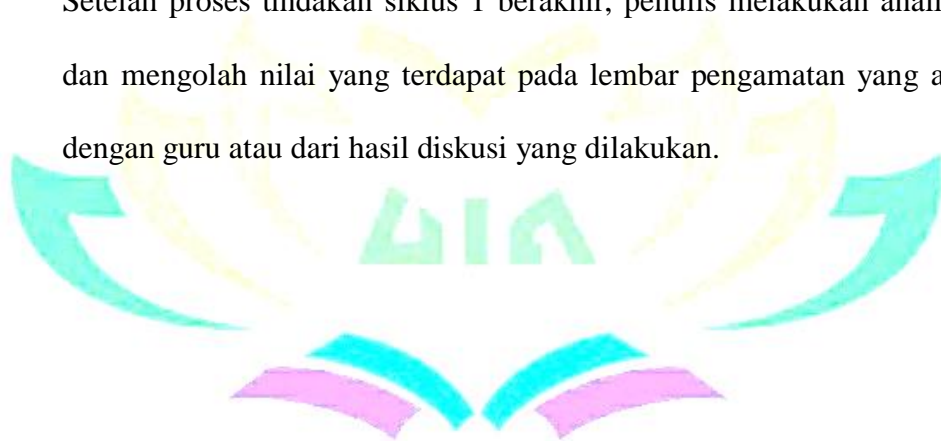 Setelah proses tindakan siklus 1 berakhir, penulis melakukan
dan mengolah nilai yang terdapat pada lembar pengamatan yang
dengan guru atau dari hasil diskusi yang dilakukan.